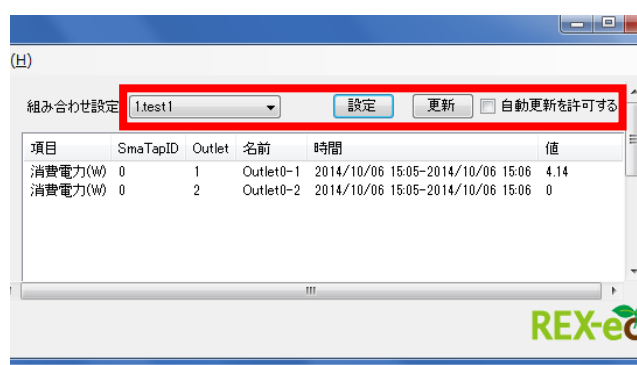 (H)
組み合わせ設定 1.test1 設定 更新 自動更新を許可する
項目 SmaTapID Outlet 名前 時間 値
消費電力(W) 0 1 Outlet0-1 2014/10/06 15:05-2014/10/06 15:06 4.14
消費電力(W) 0 2 Outlet0-2 2014/10/06 15:05-2014/10/06 15:06 0
REX-e